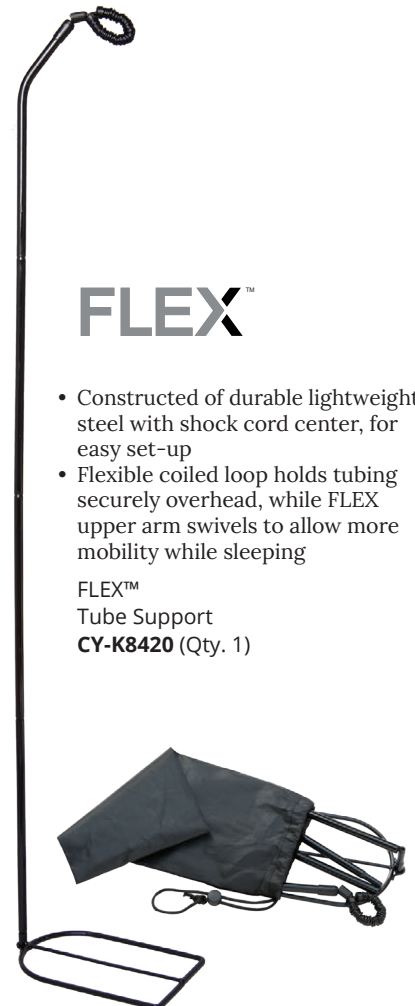 FLEX™
• Constructed of durable lightweight
steel with shock cord center, for
easy set-up
• Flexible coiled loop holds tubing
securely overhead, while FLEX
upper arm swivels to allow more
mobility while sleeping
FLEX™
Tube Support
CY-K8420 (Qty. 1)